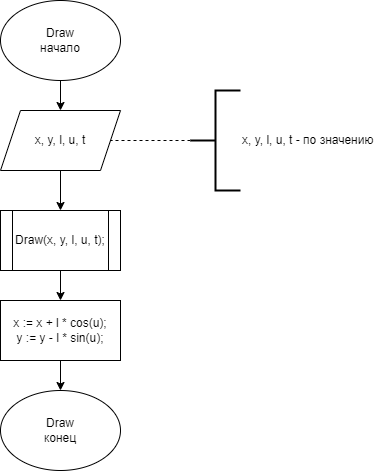 Draw
начало
x, y, l, u, t
x, y, l, u, t - по значению
Draw(x, y, l, u, t);
x := x + l * cos(u);
y := y - l * sin(u);
Draw
конец